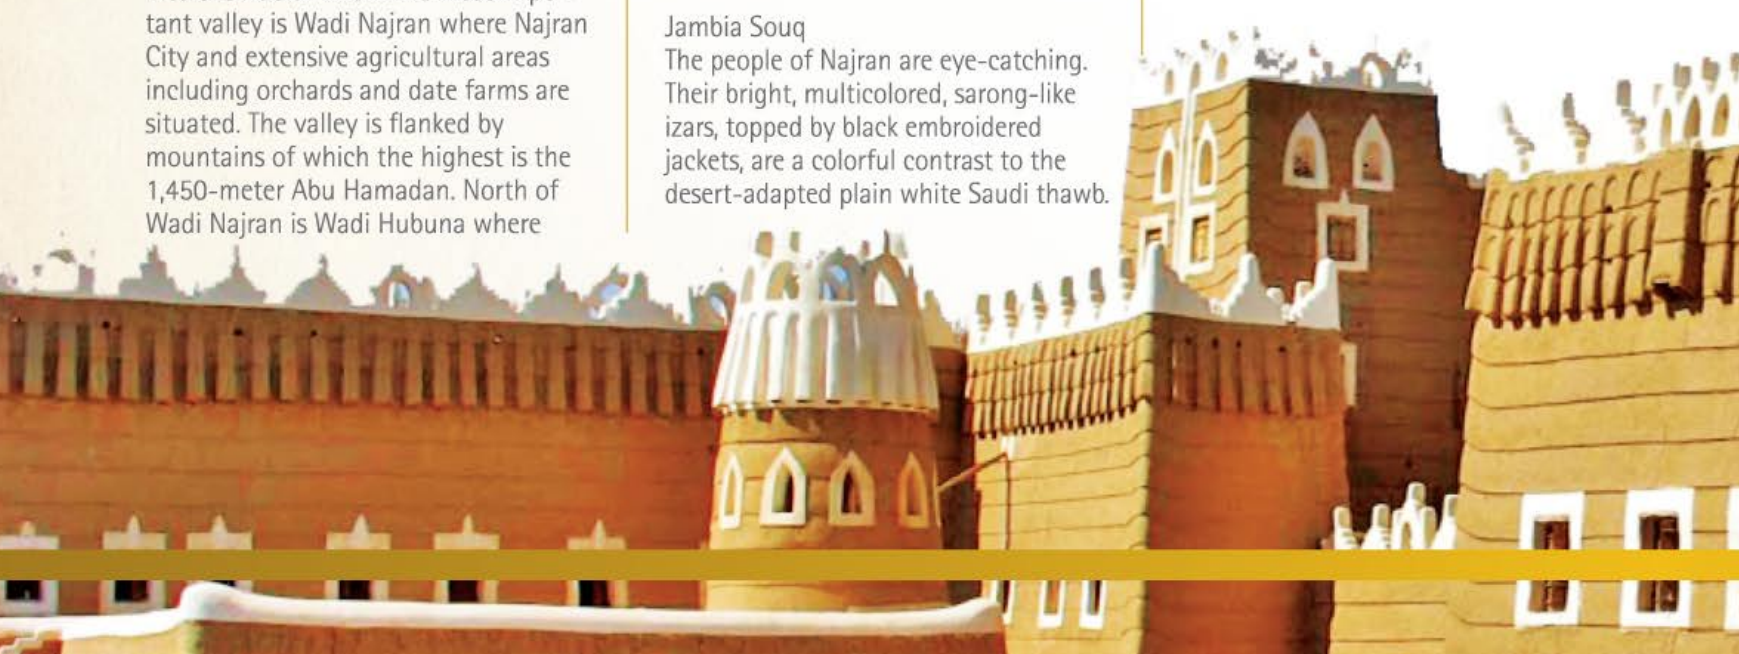 tant valley is Wadi Najran where Najran
City and extensive agricultural areas
including orchards and date farms are
situated. The valley is flanked by
mountains of which the highest is the
1,450-meter Abu Hamadan. North of
Wadi Najran is Wadi Hubuna where
Jambia Souq
The people of Najran are eye-catching.
Their bright, multicolored, sarong-like
izars, topped by black embroidered
jackets, are a colorful contrast to the
desert-adapted plain white Saudi thawb.